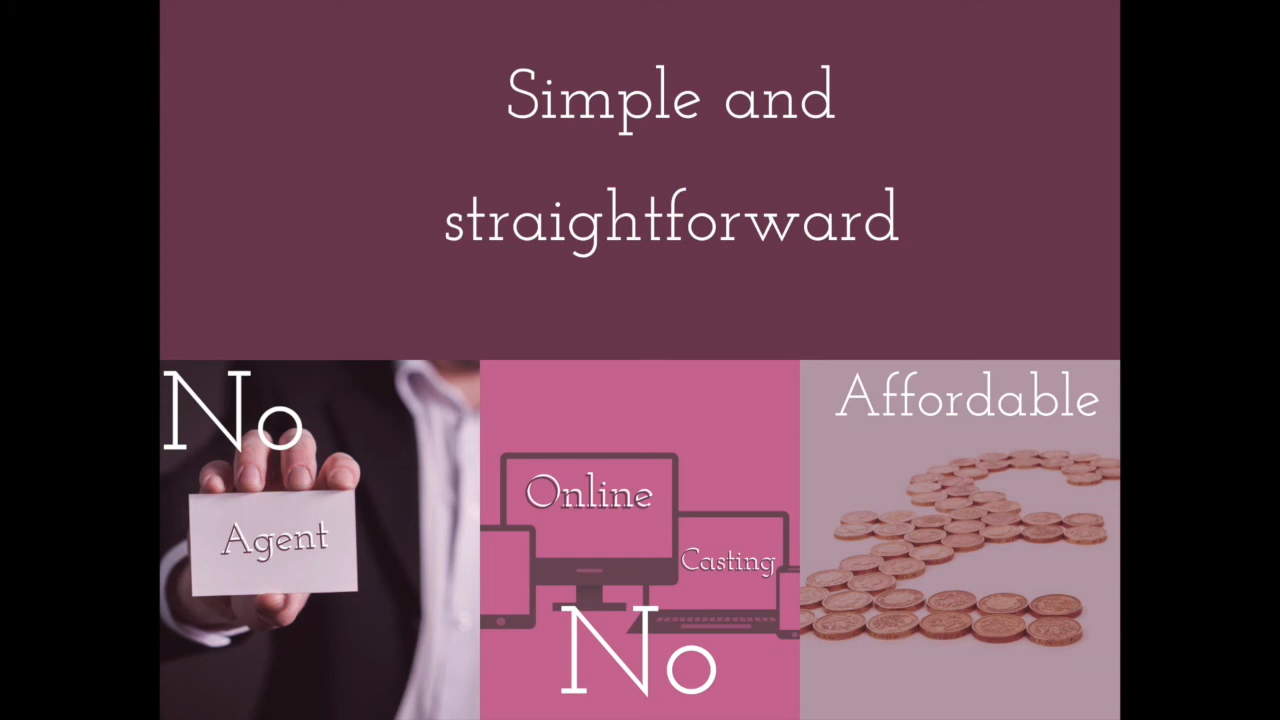 Simple and
straightforward
No
Agent
Online
Casting
No
Affordable